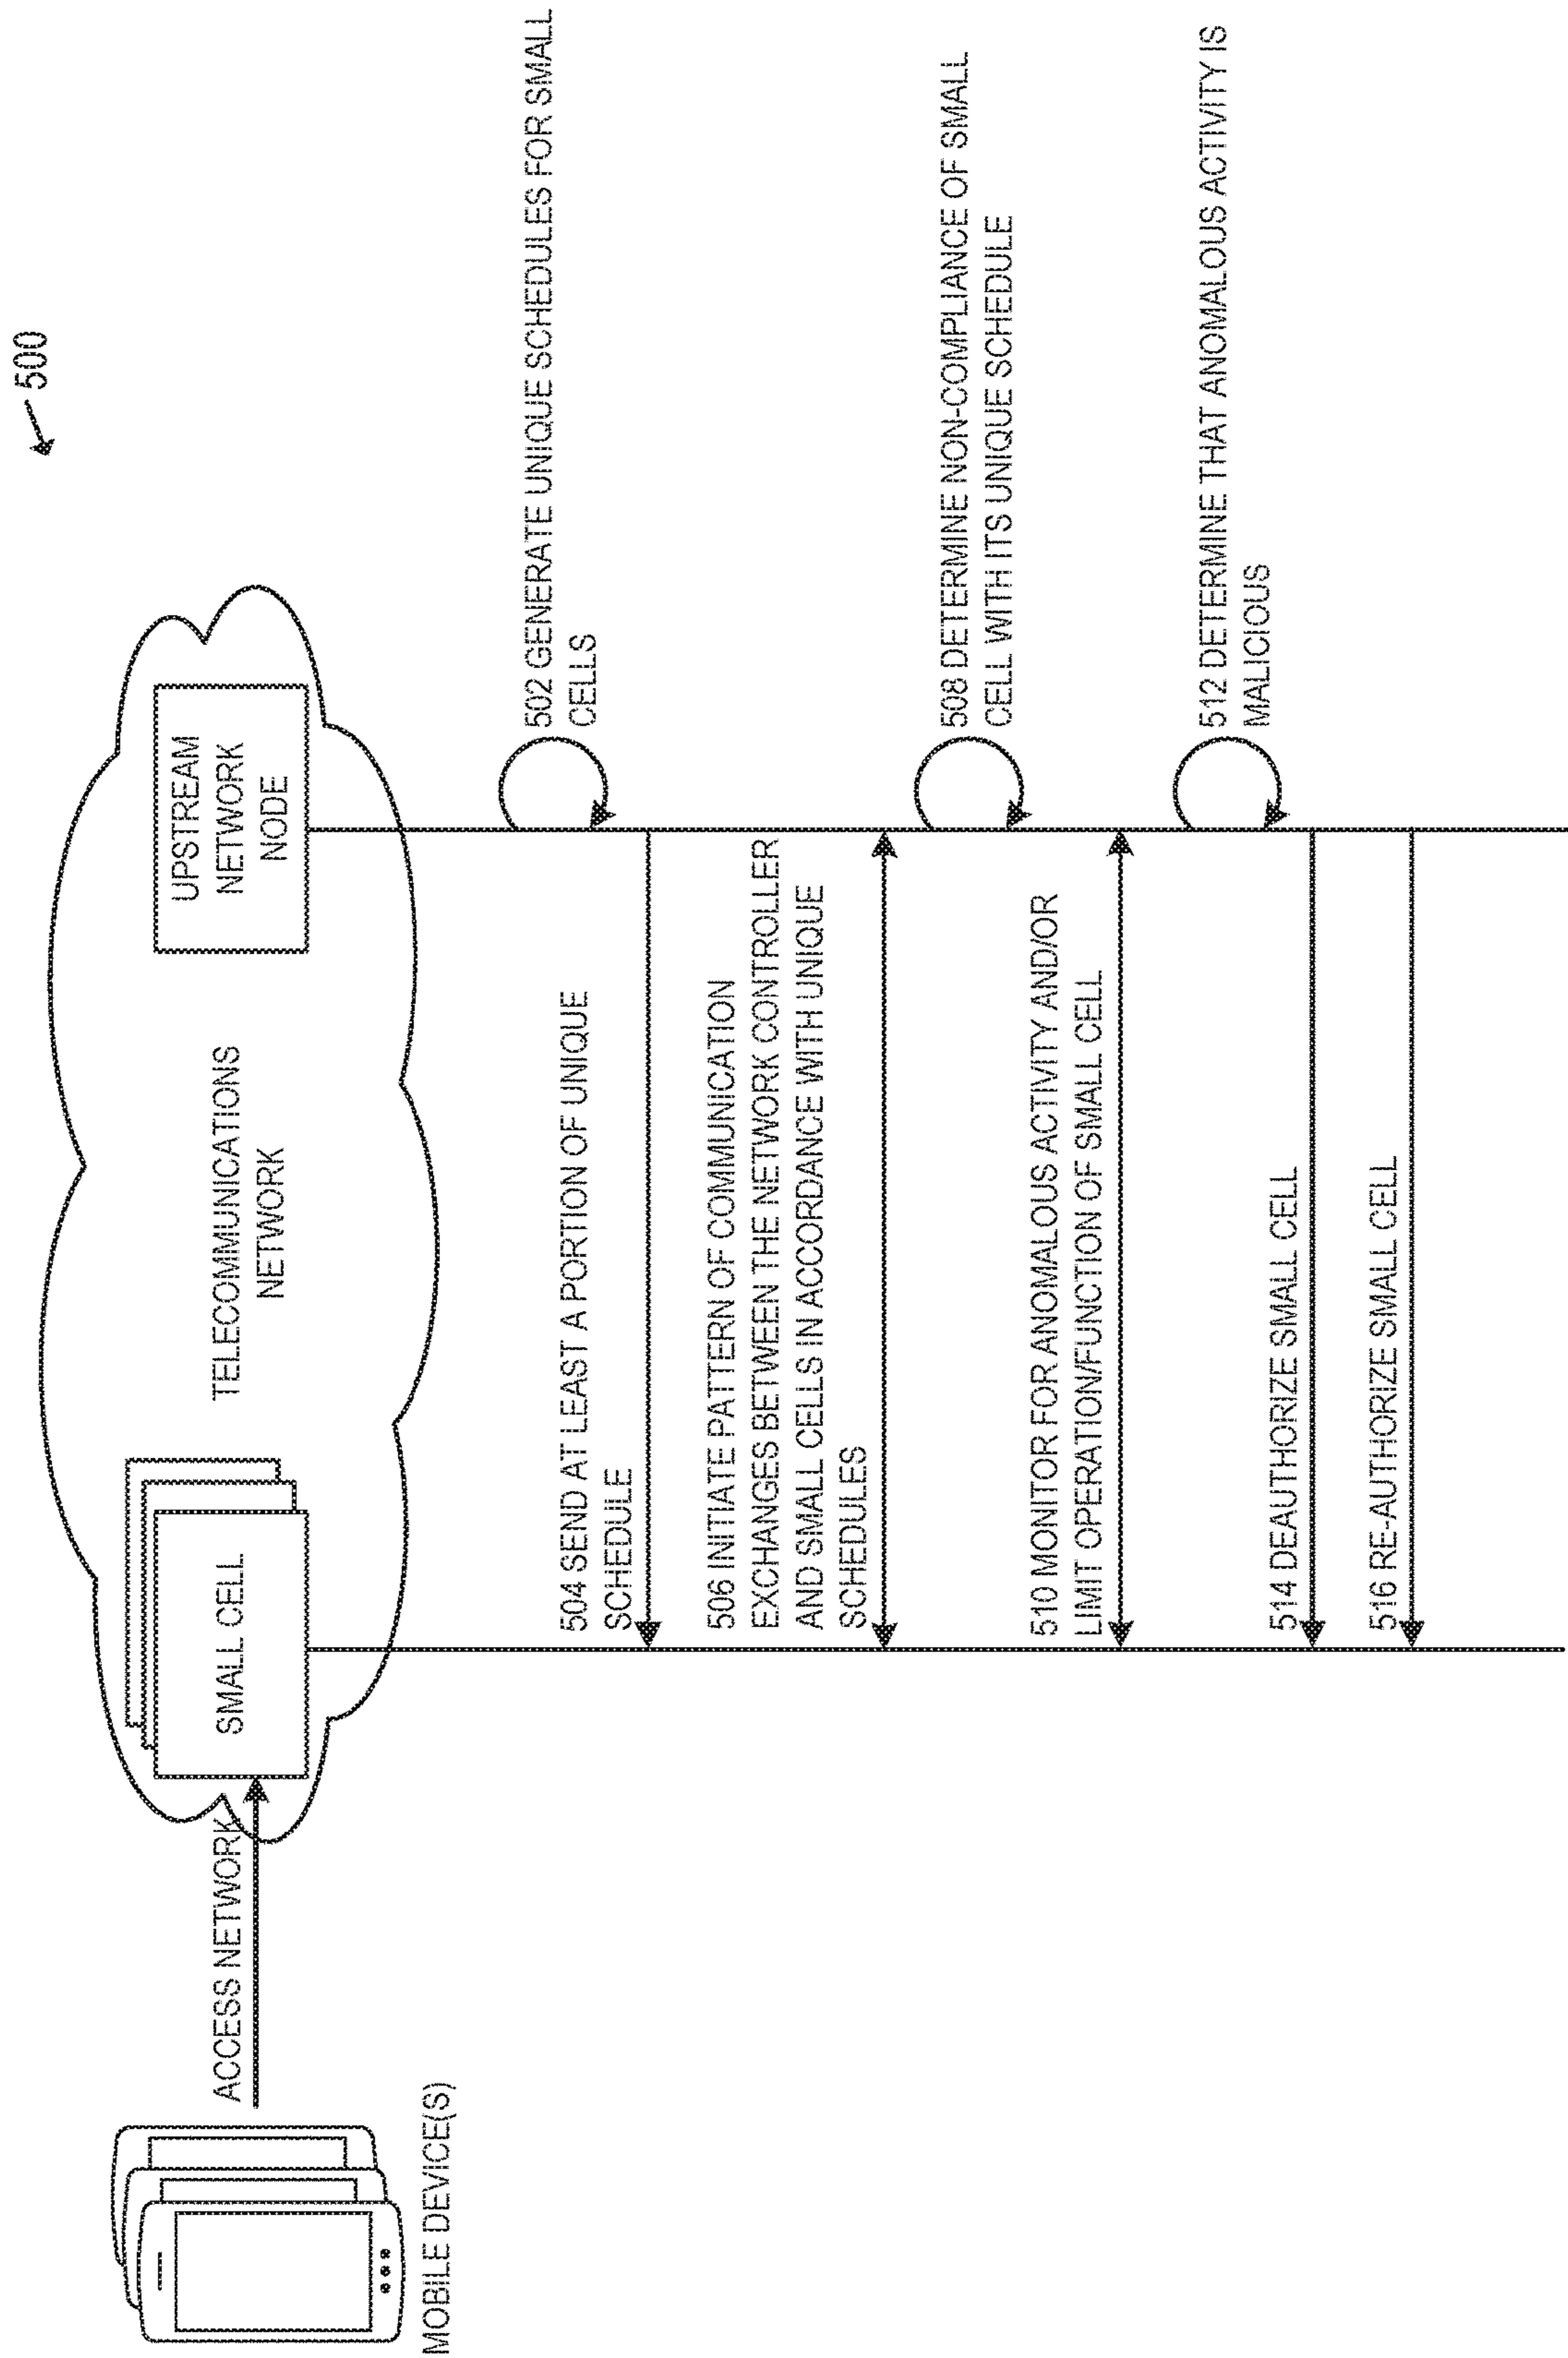 500
UPSTREAM
NETWORK
NODE
TELECOMMUNICATIONS
NETWORK
SMALL CELL
ACCESS NETWORK
MOBILE DEVICE(S)
502 GENERATE UNIQUE SCHEDULES FOR SMALL
CELLS
504 SEND AT LEAST A PORTION OF UNIQUE
SCHEDULE
506 INITIATE PATTERN OF COMMUNICATION
EXCHANGES BETWEEN THE NETWORK CONTROLLER
AND SMALL CELLS IN ACCORDANCE WITH UNIQUE
SCHEDULES
508 DETERMINE NON-COMPLIANCE OF SMALL
CELL WITH ITS UNIQUE SCHEDULE
510 MONITOR FOR ANOMALOUS ACTIVITY AND/OR
LIMIT OPERATION/FUNCTION OF SMALL CELL
512 DETERMINE THAT ANOMALOUS ACTIVITY IS
MALICIOUS
514 DEAUTHORIZE SMALL CELL
516 RE-AUTHORIZE SMALL CELL